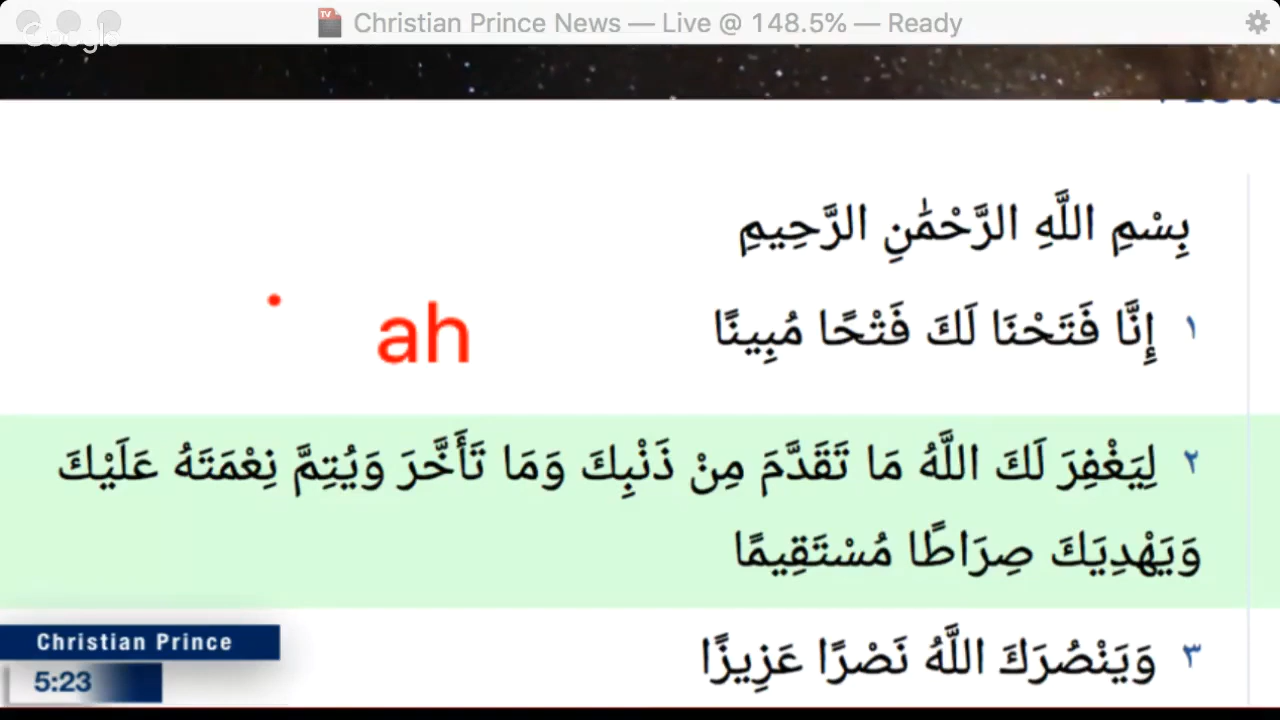 Christian Prince News — Live @ 148.5% — Ready
Google
بِسْمِ اللَّهِ الرَّحْمَٰنِ الرَّحِيمِ
١ إِنَّا فَتَحْنَا لَكَ فَتْحًا مُبِينًا
ah
٢ لِيَغْفِرَ لَكَ اللَّهُ مَا تَقَدَّمَ مِنْ ذَنْبِكَ وَمَا تَأَخَّرَ وَيُتِمَّ نِعْمَتَهُ عَلَيْكَ
وَيَهْدِيَكَ صِرَاطًا مُسْتَقِيمًا
٣ وَيَنْصُرَكَ اللَّهُ نَصْرًا عَزِيزًا
Christian Prince
5:23